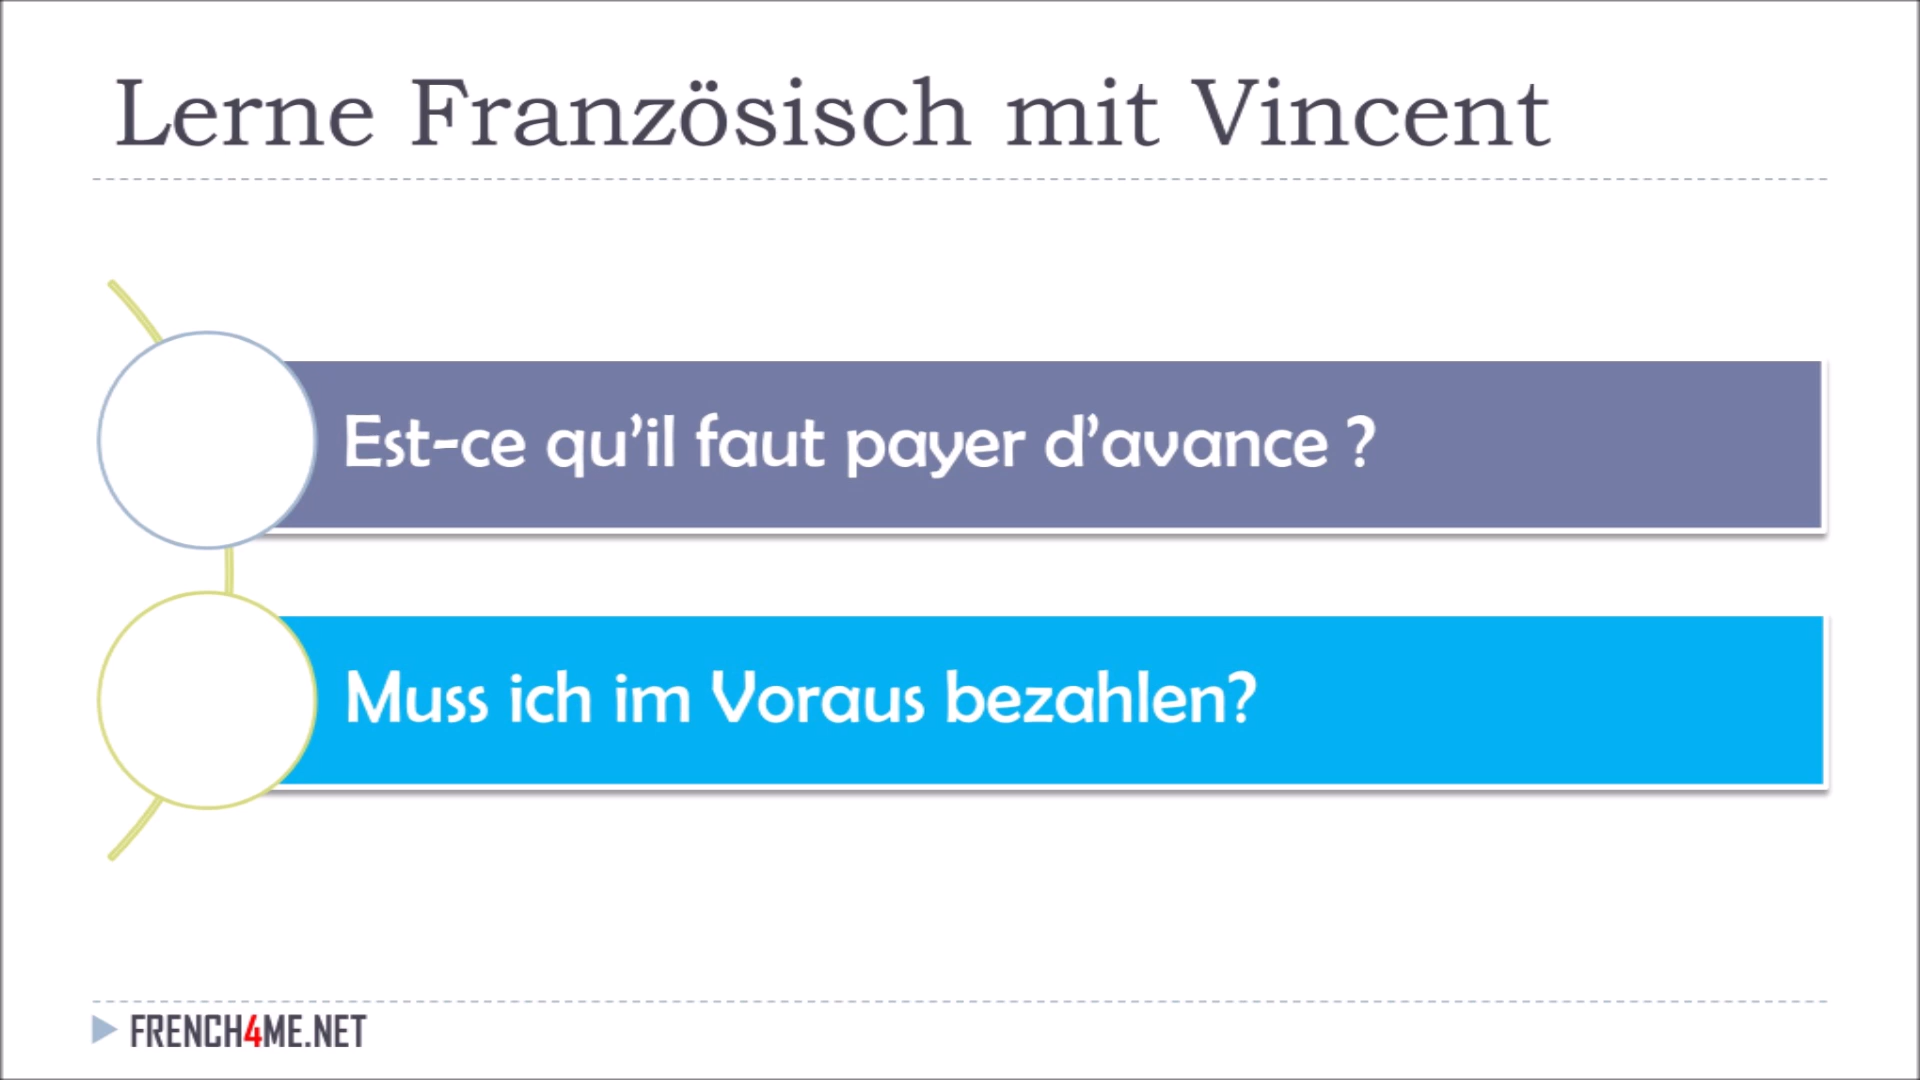 Lerne Französisch mit Vincent
Est-ce qu’il faut payer d’avance ?
Muss ich im Voraus bezahlen?
FRENCH4ME.NET